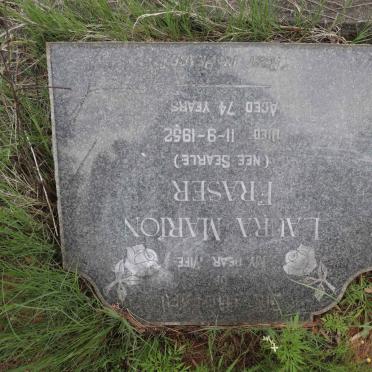 MY DEAR WIFE
LAURA MARION
FRASER
(NEE SEARLE)
DIED 11-9-1952
AGED 74 YEARS